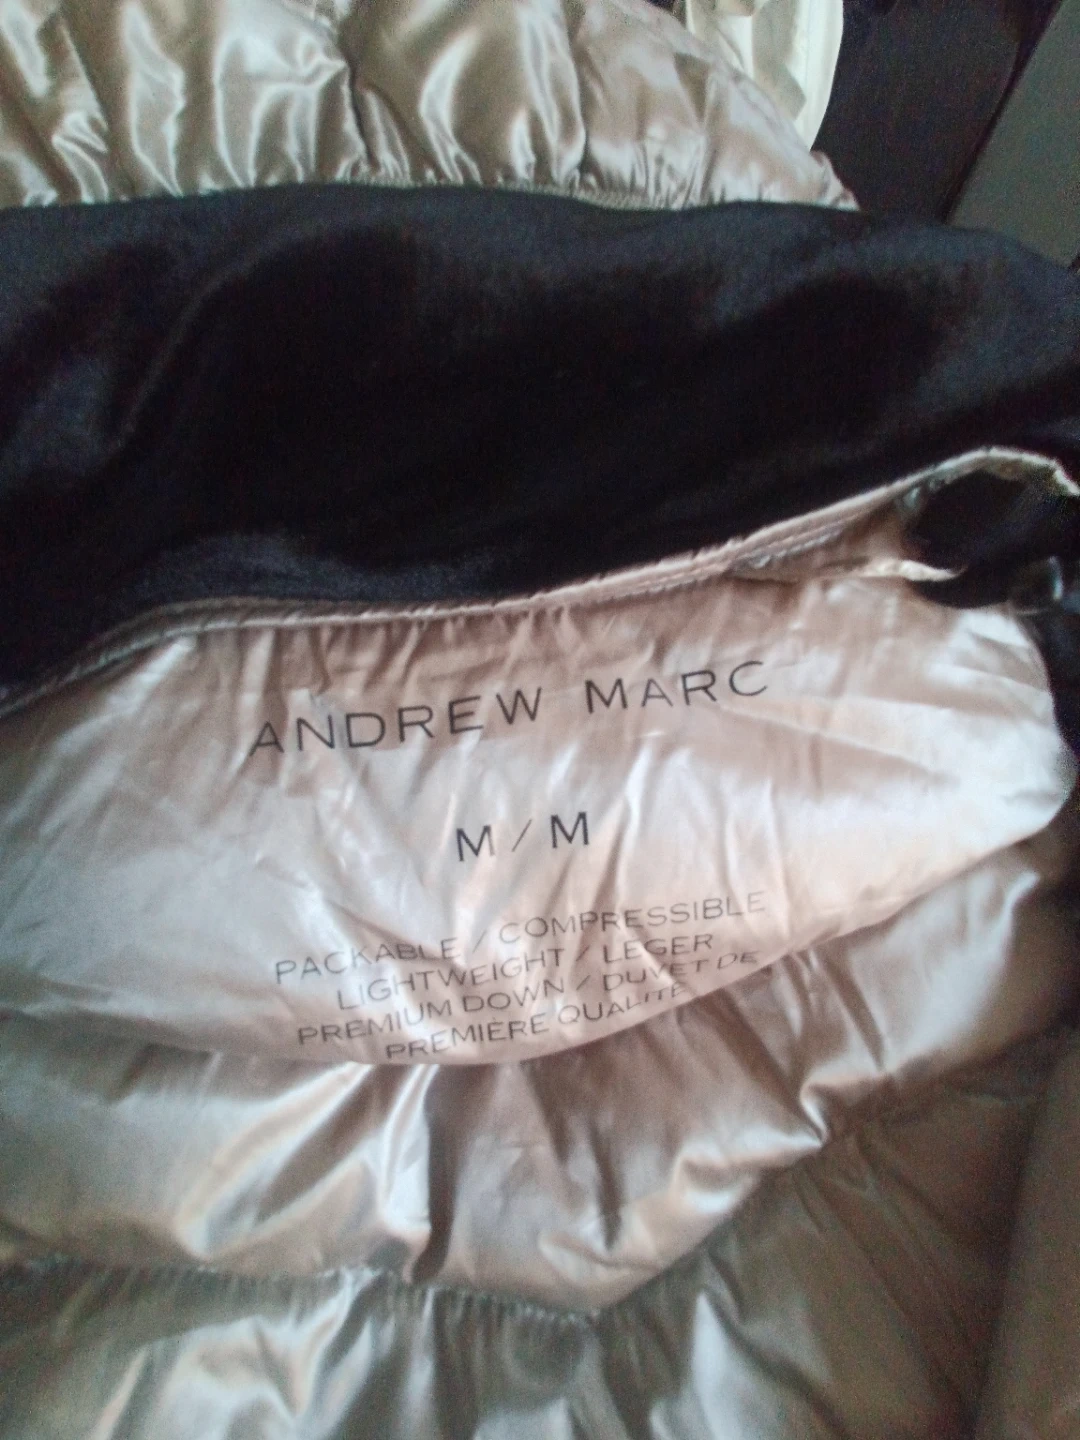 ANDREW MARC
M / M
PACKABLE / COMPRESSIBLE
LIGHTWEIGHT / LEGER
PREMIUM DOWN / DUVET DE
PREMIÈRE QUALITÉ